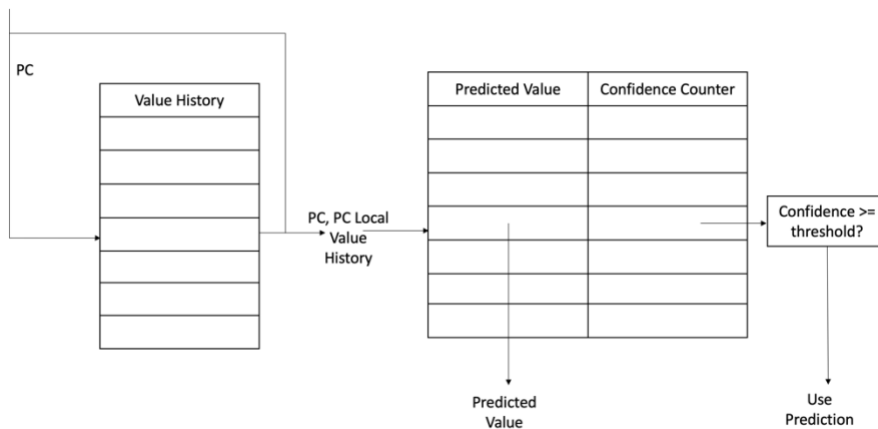 PC
Value History
PC, PC Local
Value
History
Predicted Value
Confidence Counter
Confidence >=
threshold?
Predicted
Value
Use
Prediction